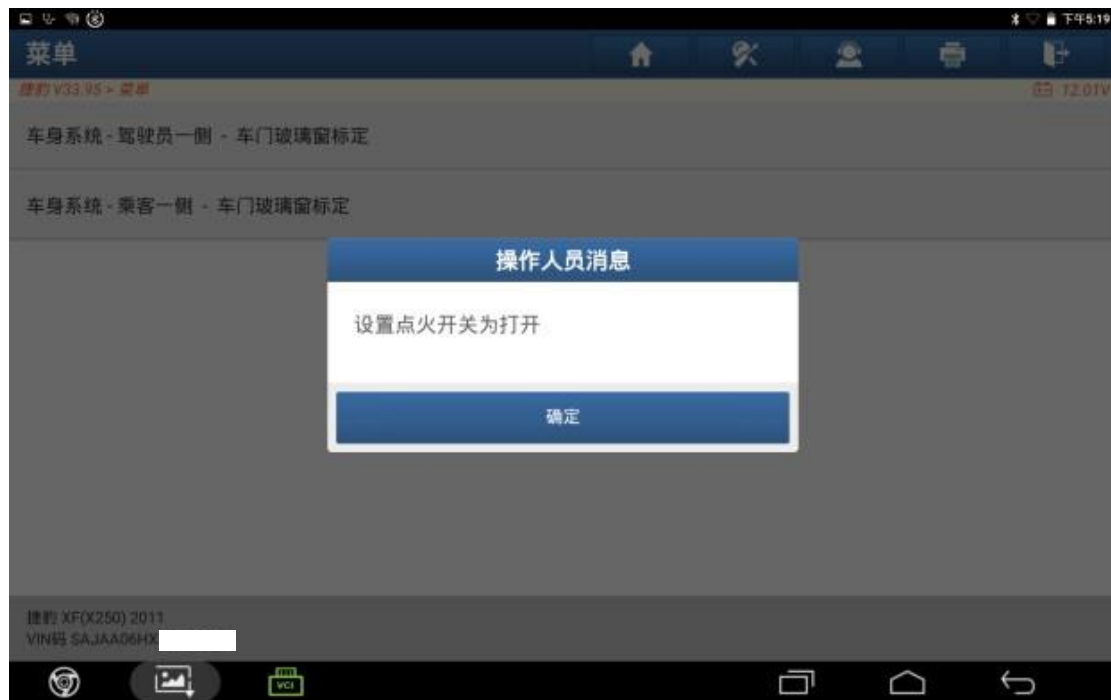 下午5:19
菜单
捷豹 V33.95 > 菜单
12.01V
车身系统 - 驾驶员一侧 - 车门玻璃窗标定
车身系统 - 乘客一侧 - 车门玻璃窗标定
操作人员消息
设置点火开关为打开
确定
捷豹 XF(X250) 2011
VIN码 SAJAA06HX
VCI